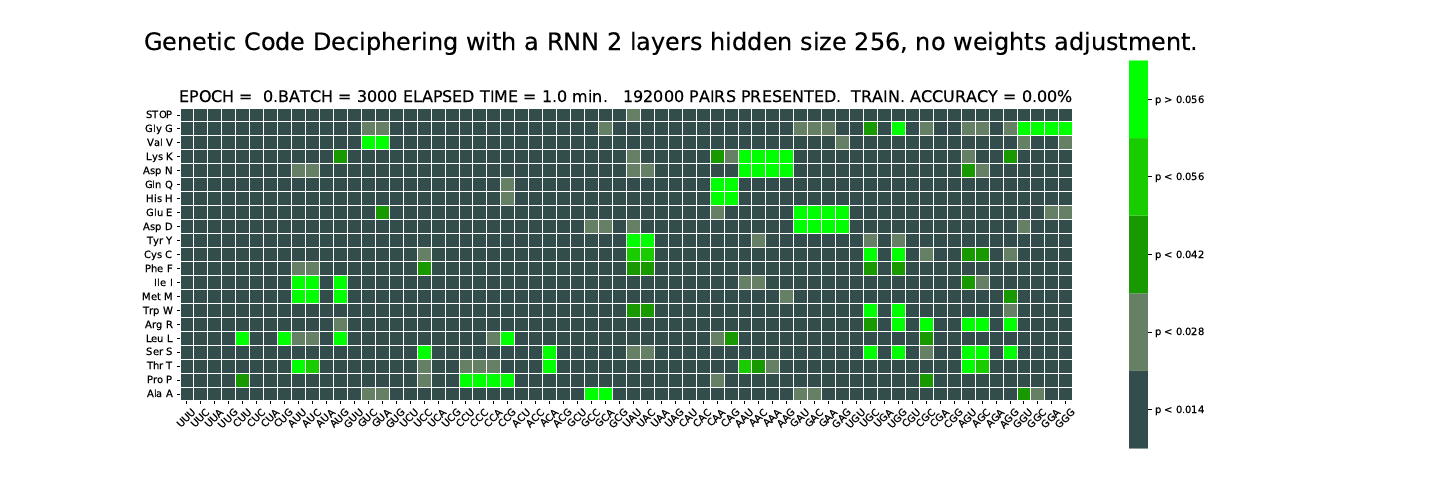 Genetic Code Deciphering with a RNN 2 layers hidden size 256, no weights adjustment.
EPOCH = 0.BATCH = 3000 ELAPSED TIME = 1.0 min. 192000 PAIRS PRESENTED. TRAIN. ACCURACY = 0.00%
STOP
Gly G
Val V
Lys K
Asp N
Gln Q
His H
Glu E
Asp D
Tyr Y
Cys C
Phe F
Ile I
Met M
Trp W
Arg R
Leu L
Ser S
Thr T
Pro P
Ala A
UUU UUC UUA UUG CUU CUC CUA CUG AUU AUC AUA AUG GUU GUC GUA GUG UCU UCC UCA UCG CCU CCC CCA CCG ACU ACC ACA ACG GCU GCC GCA GCG UAU UAC UAA UAG CAU CAC CAA CAG AAU AAC AAA AAG GAU GAC GAA GAG UGU UGC UGA UGG CGU CGC CGA CGG AGU AGC AGA AGG GGU GGC GGA GGG
p > 0.056
p < 0.056
p < 0.042
p < 0.028
p < 0.014